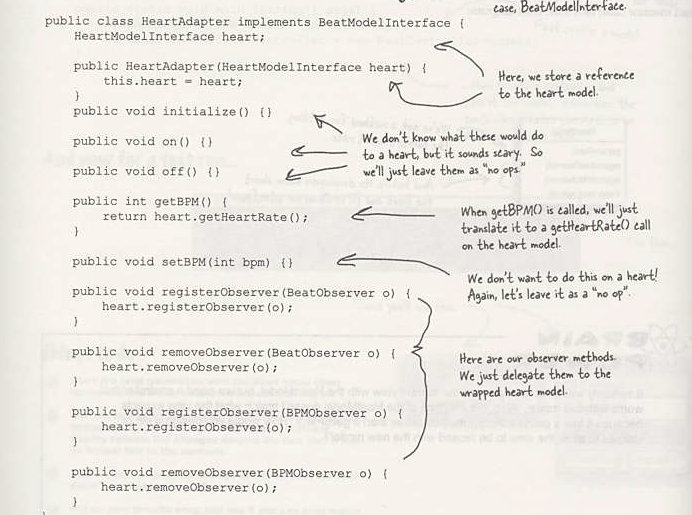 case, BeatModelInterface.
public class HeartAdapter implements BeatModelInterface {
HeartModelInterface heart;
public HeartAdapter(HeartModelInterface heart) {
this.heart = heart;
}
Here, we store a reference
to the heart model.
public void initialize() {}
public void on() {}
public void off() {}
We don't know what these would do
to a heart, but it sounds scary. So
we'll just leave them as "no ops."
public int getBPM() {
return heart.getHeartRate();
}
When getBPM() is called, we'll just
translate it to a getHeartRate() call
on the heart model.
public void setBPM(int bpm) {}
We don't want to do this on a heart!
Again, let's leave it as a "no op".
public void registerObserver(BeatObserver o) {
heart.registerObserver(o);
}
public void removeObserver(BeatObserver o) {
heart.removeObserver(o);
}
Here are our observer methods.
We just delegate them to the
wrapped heart model.
public void registerObserver(BPMObserver o) {
heart.registerObserver(o);
}
public void removeObserver(BPMObserver o) {
heart.removeObserver(o);
}